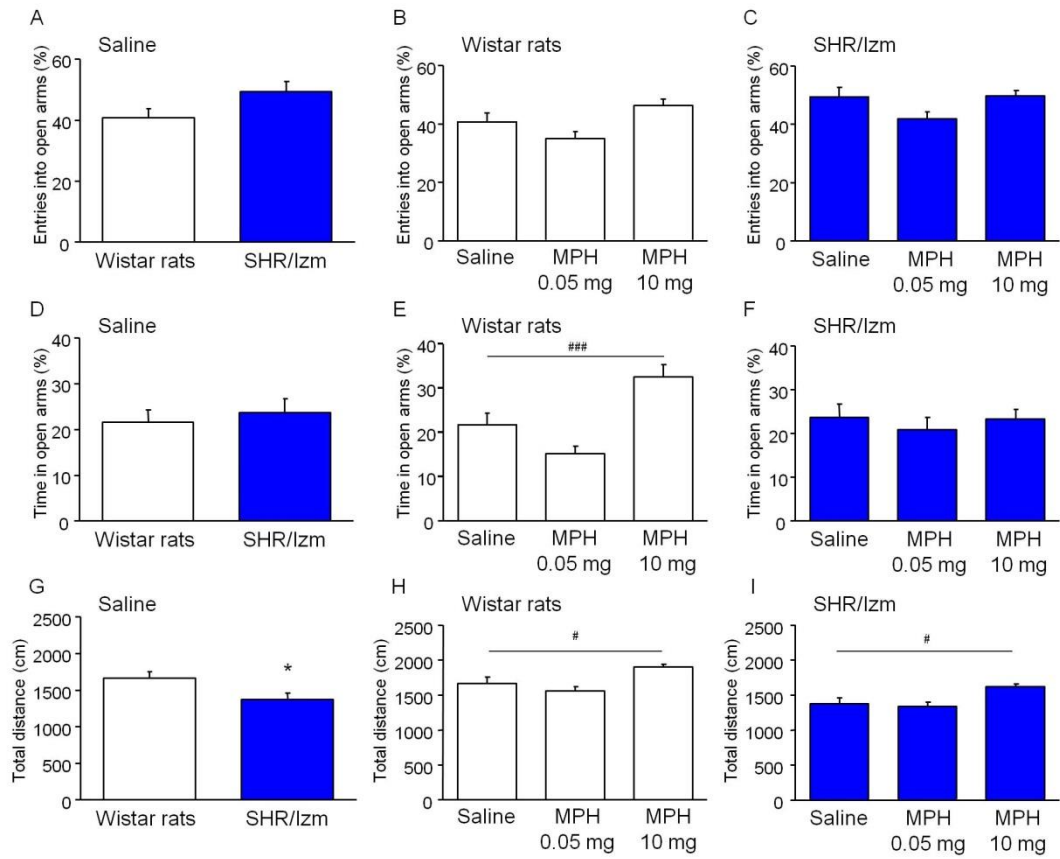 A
Saline
Entries into open arms (%)
60
40
20
0
Wistar rats SHR/Izm
B
Wistar rats
Entries into open arms (%)
60
40
20
0
Saline MPH MPH
0.05 mg 10 mg
C
SHR/Izm
Entries into open arms (%)
60
40
20
0
Saline MPH MPH
0.05 mg 10 mg
D
Saline
Time in open arms (%)
40
30
20
10
0
Wistar rats SHR/Izm
E
Wistar rats
Time in open arms (%)
40
30
20
10
0
###
Saline MPH MPH
0.05 mg 10 mg
F
SHR/Izm
Time in open arms (%)
40
30
20
10
0
Saline MPH MPH
0.05 mg 10 mg
G
Saline
Total distance (cm)
2500
2000
1500
1000
500
0
*
Wistar rats SHR/Izm
H
Wistar rats
Total distance (cm)
2500
2000
1500
1000
500
0
#
Saline MPH MPH
0.05 mg 10 mg
I
SHR/Izm
Total distance (cm)
2500
2000
1500
1000
500
0
#
Saline MPH MPH
0.05 mg 10 mg